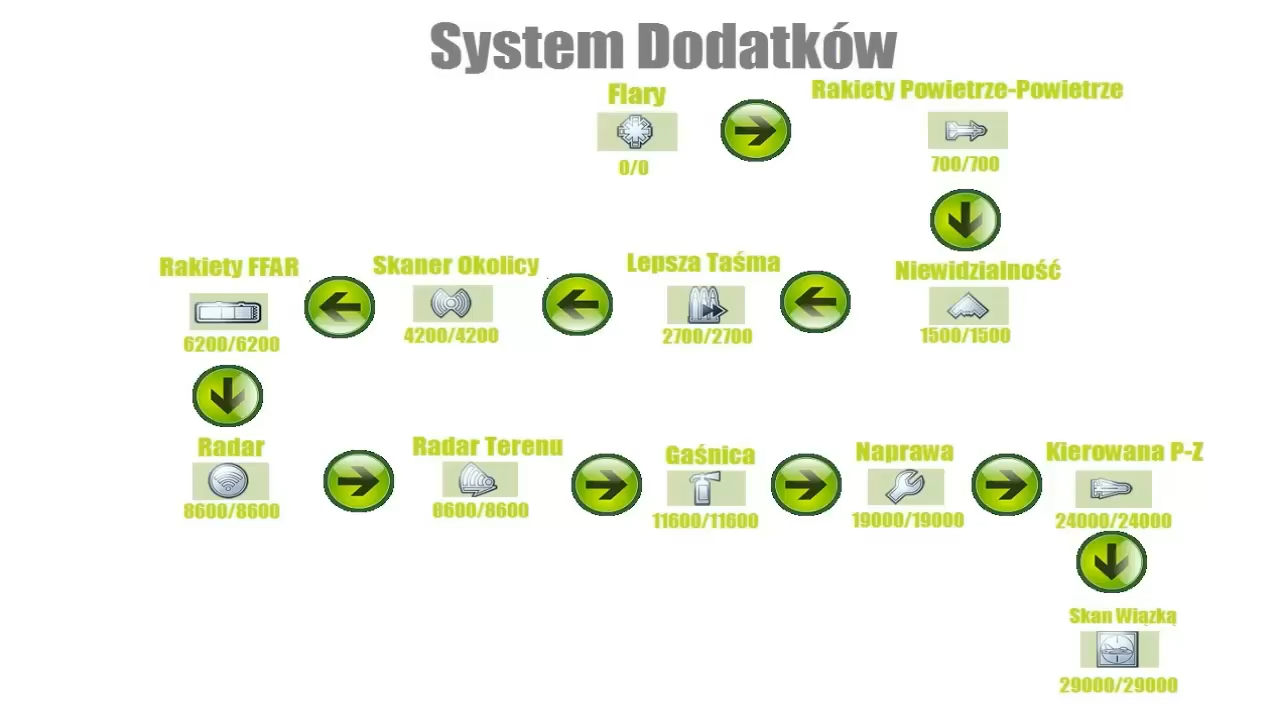 System Dodatków
Flary
0/0
Rakiety Powietrze-Powietrze
700/700
Niewidzialność
1500/1500
Lepsza Taśma
2700/2700
Skaner Okolicy
4200/4200
Rakiety FFAR
6200/6200
Radar
8600/8600
Radar Terenu
8600/8600
Gaśnica
11600/11600
Naprawa
19000/19000
Kierowana P-Z
24000/24000
Skan Wiązką
29000/29000